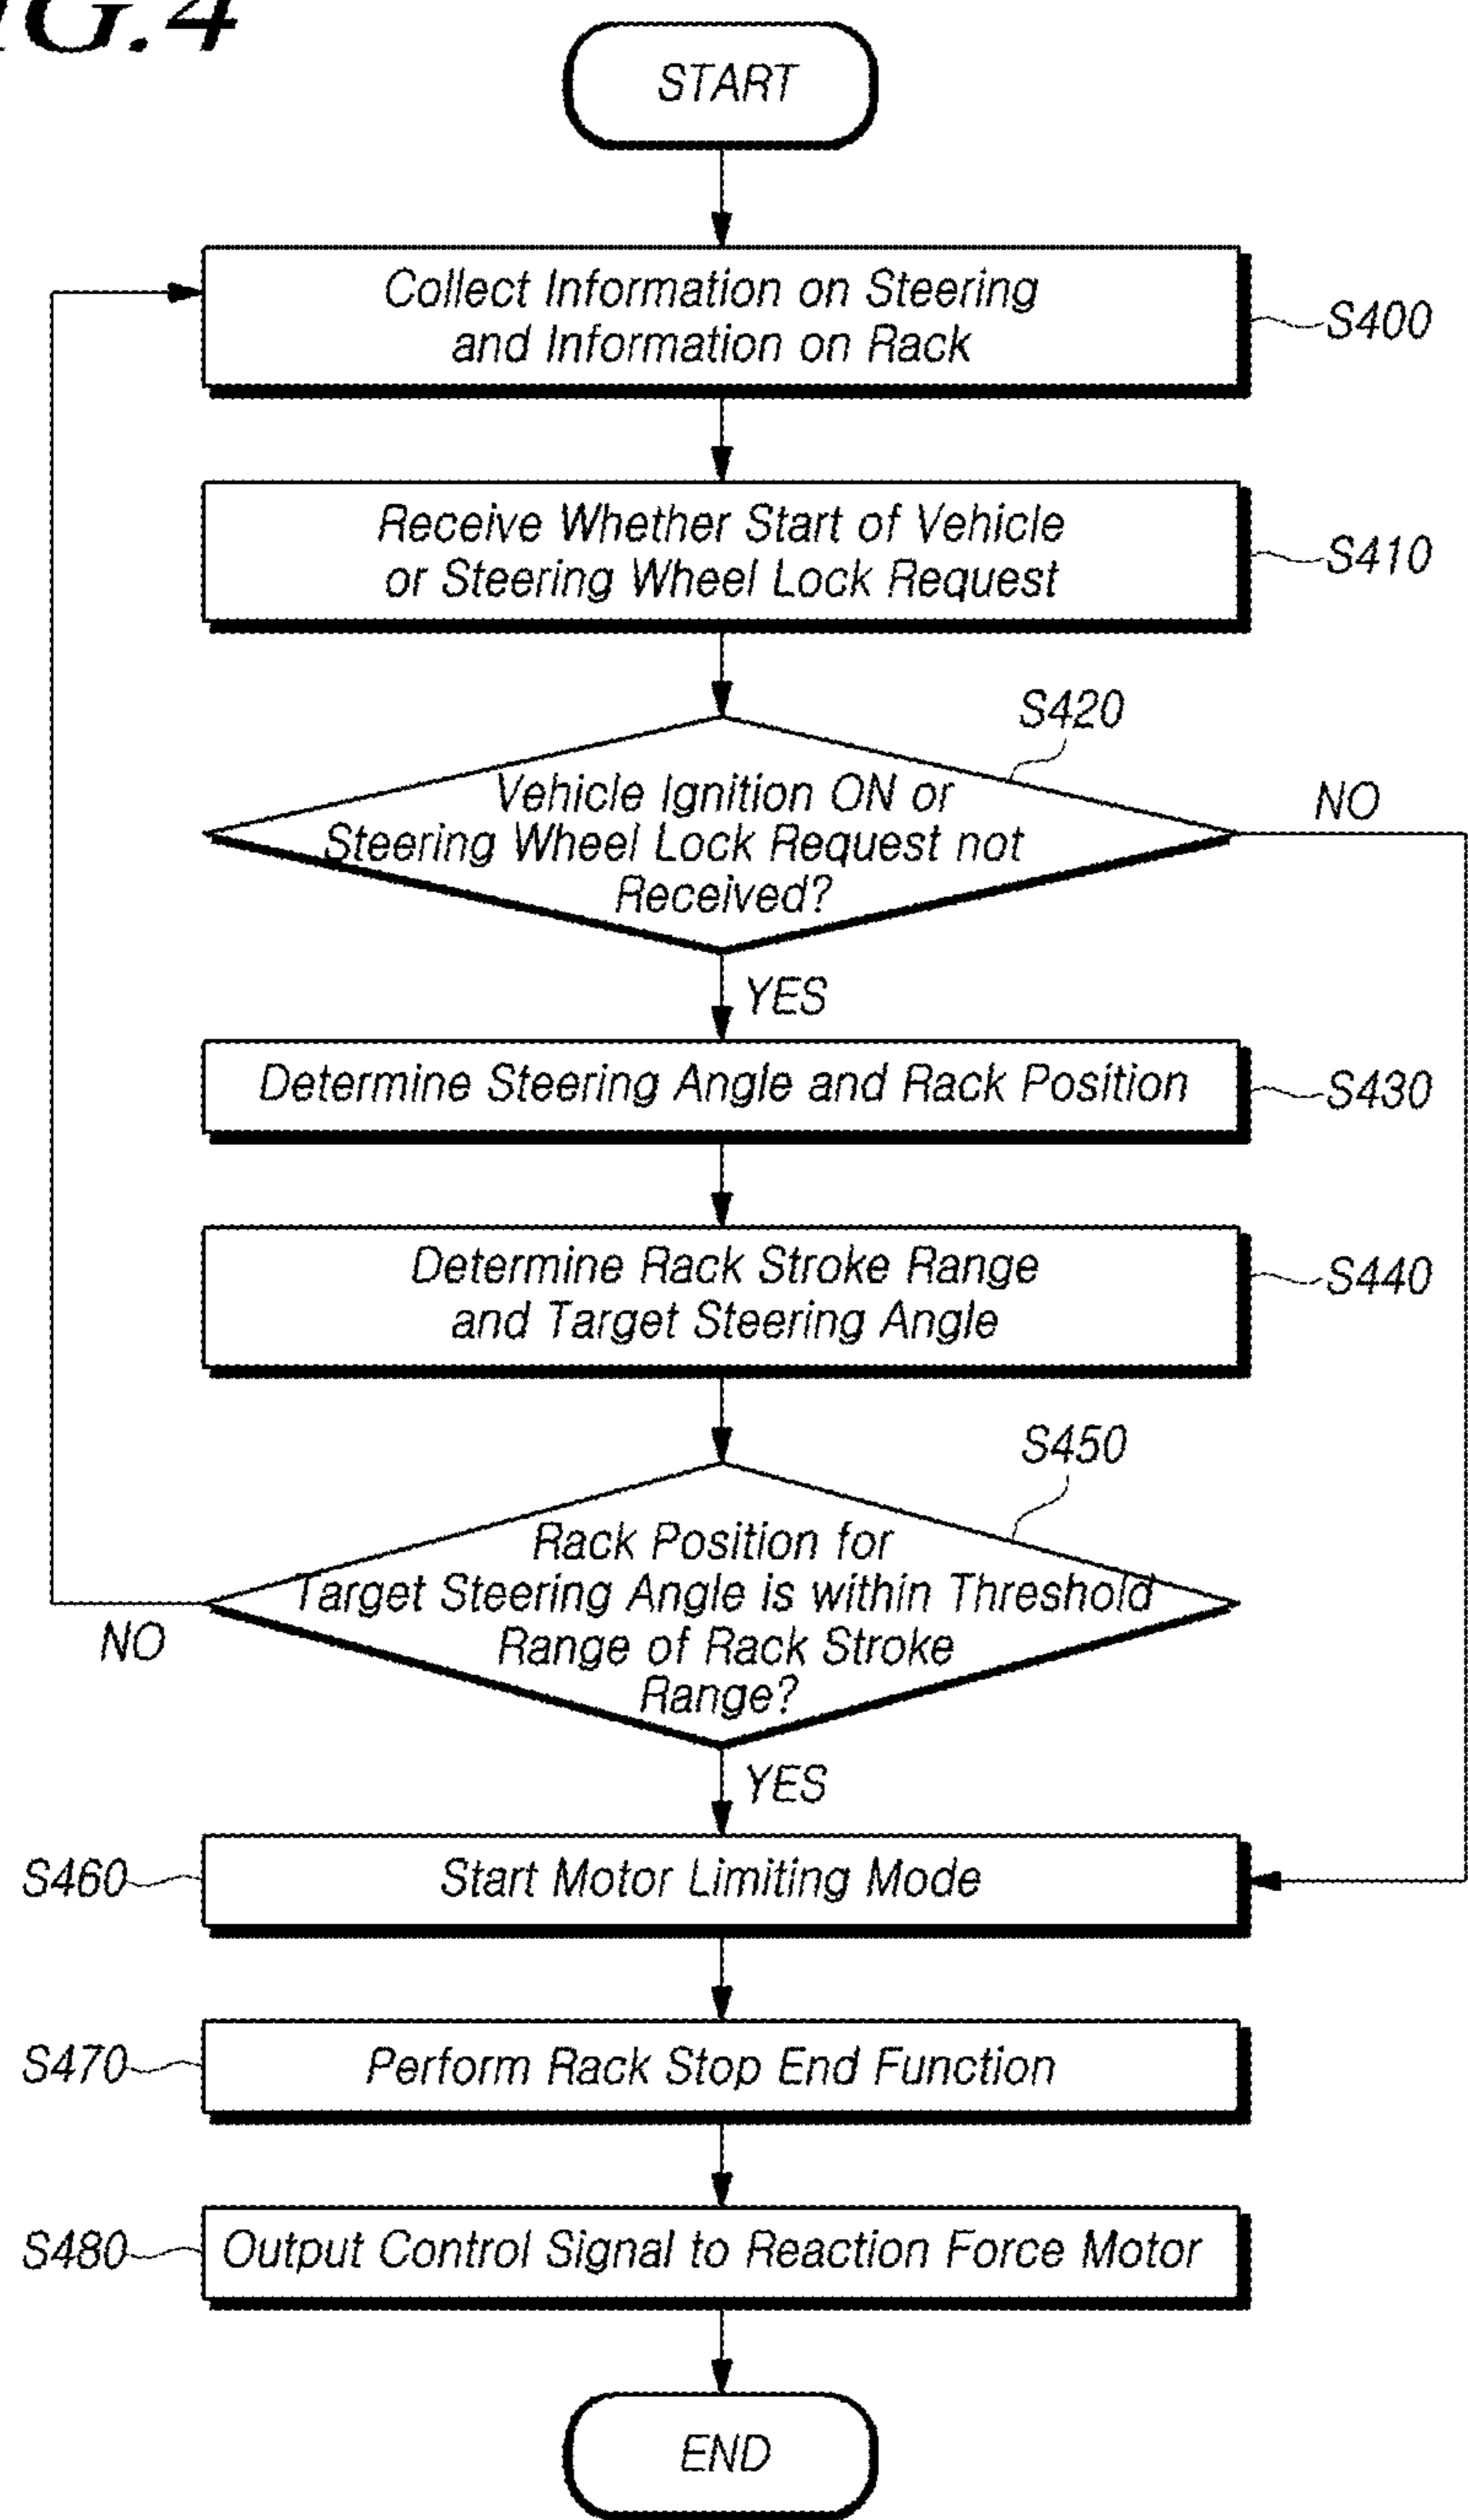 IG.4
START
Collect Information on Steering
and Information on Rack
S400
Receive Whether Start of Vehicle
or Steering Wheel Lock Request
S410
S420
Vehicle Ignition ON or
Steering Wheel Lock Request not
Received?
NO
YES
Determine Steering Angle and Rack Position
S430
Determine Rack Stroke Range
and Target Steering Angle
S440
S450
Rack Position for
Target Steering Angle is within Threshold
Range of Rack Stroke
Range?
NO
YES
S460
Start Motor Limiting Mode
S470
Perform Rack Stop End Function
S480
Output Control Signal to Reaction Force Motor
END